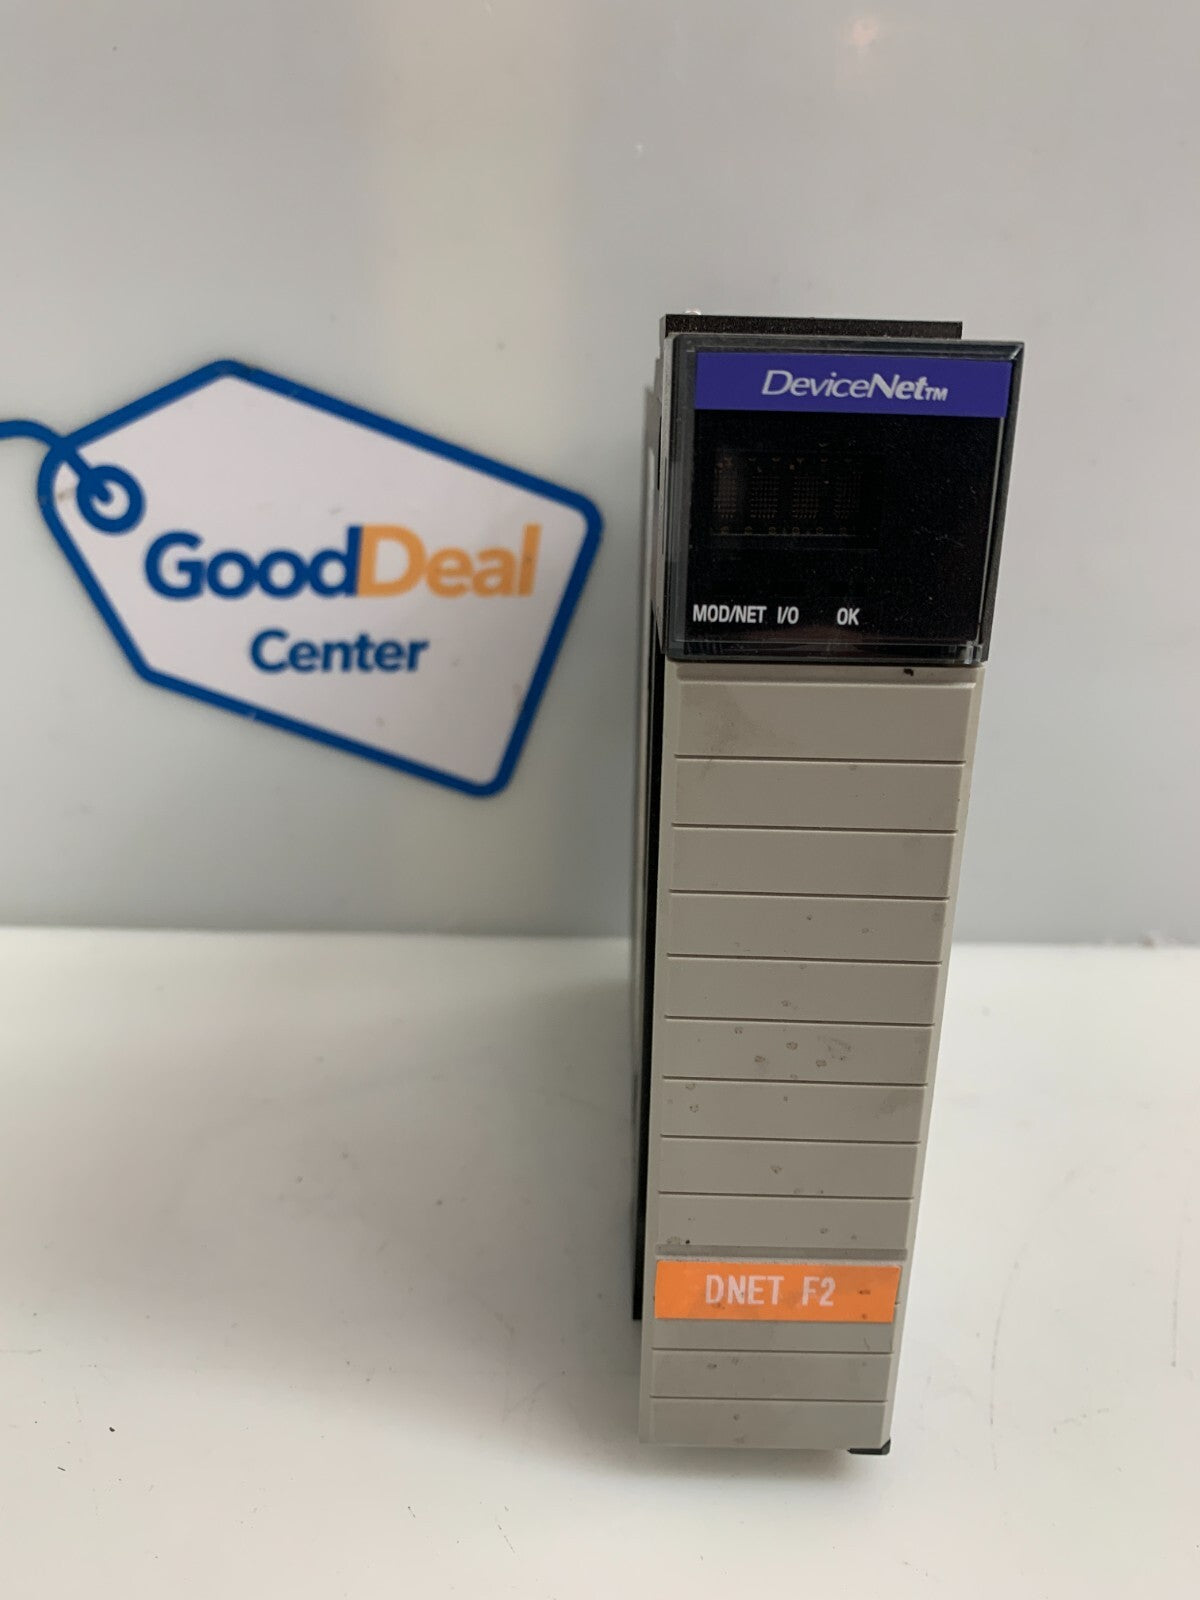 GoodDeal
Center
DeviceNet™
MOD/NET I/O OK
DNET F2